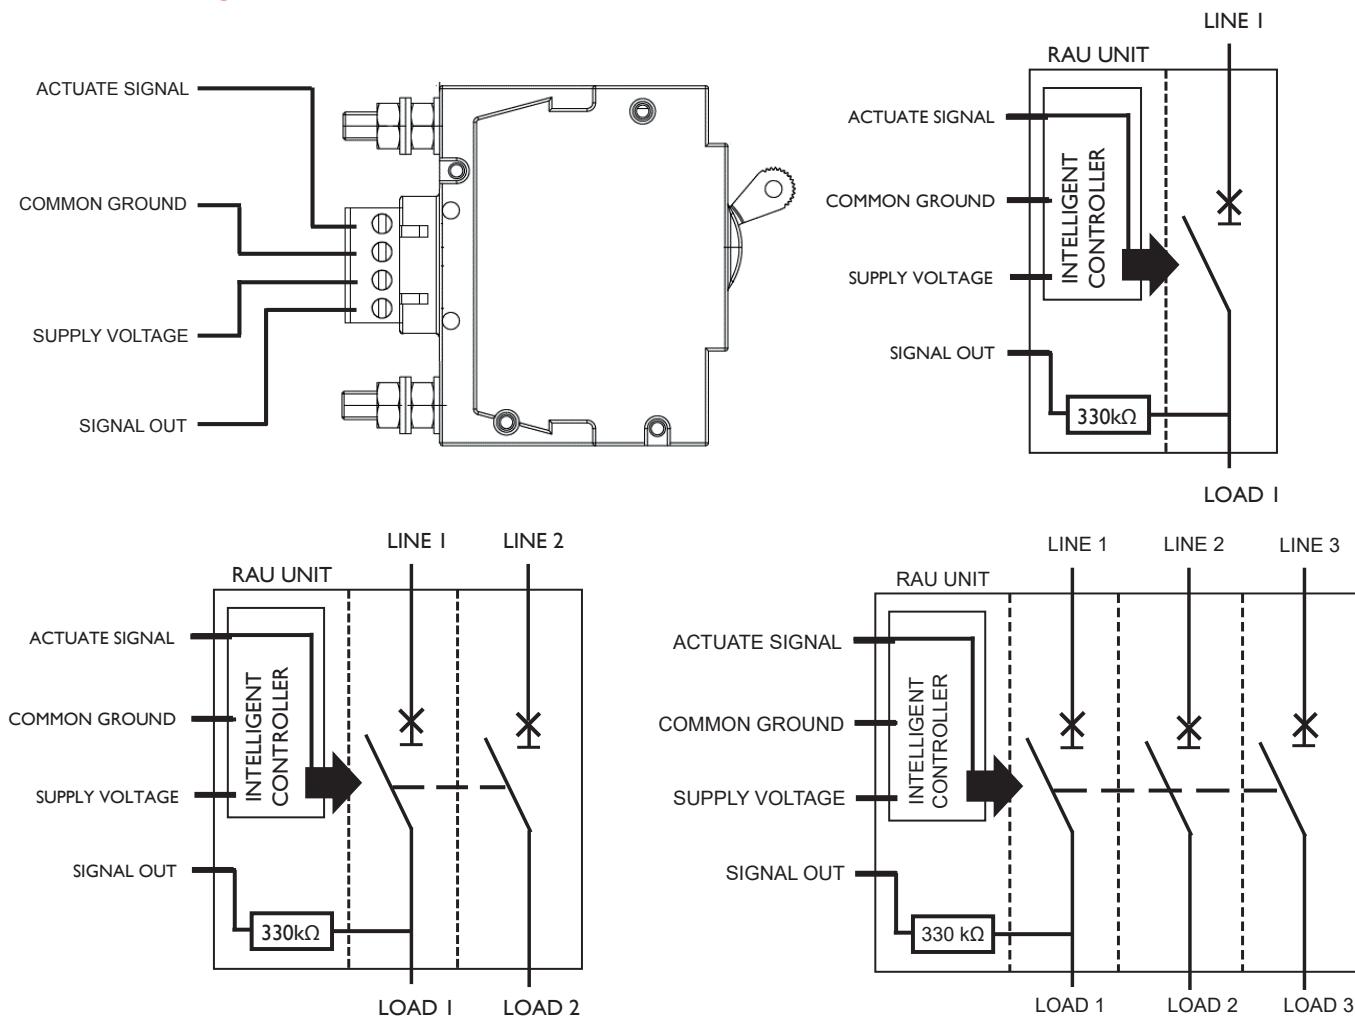 ACTUATE SIGNAL
COMMON GROUND
SUPPLY VOLTAGE
SIGNAL OUT
LINE 1
RAU UNIT
ACTUATE SIGNAL
COMMON GROUND
SUPPLY VOLTAGE
SIGNAL OUT
INTELLIGENT
CONTROLLER
330kΩ
LOAD 1
LINE 1
LINE 2
RAU UNIT
ACTUATE SIGNAL
COMMON GROUND
SUPPLY VOLTAGE
SIGNAL OUT
INTELLIGENT
CONTROLLER
330kΩ
LOAD 1
LOAD 2
LINE 1
LINE 2
LINE 3
RAU UNIT
ACTUATE SIGNAL
COMMON GROUND
SUPPLY VOLTAGE
SIGNAL OUT
INTELLIGENT
CONTROLLER
330 kΩ
LOAD 1
LOAD 2
LOAD 3